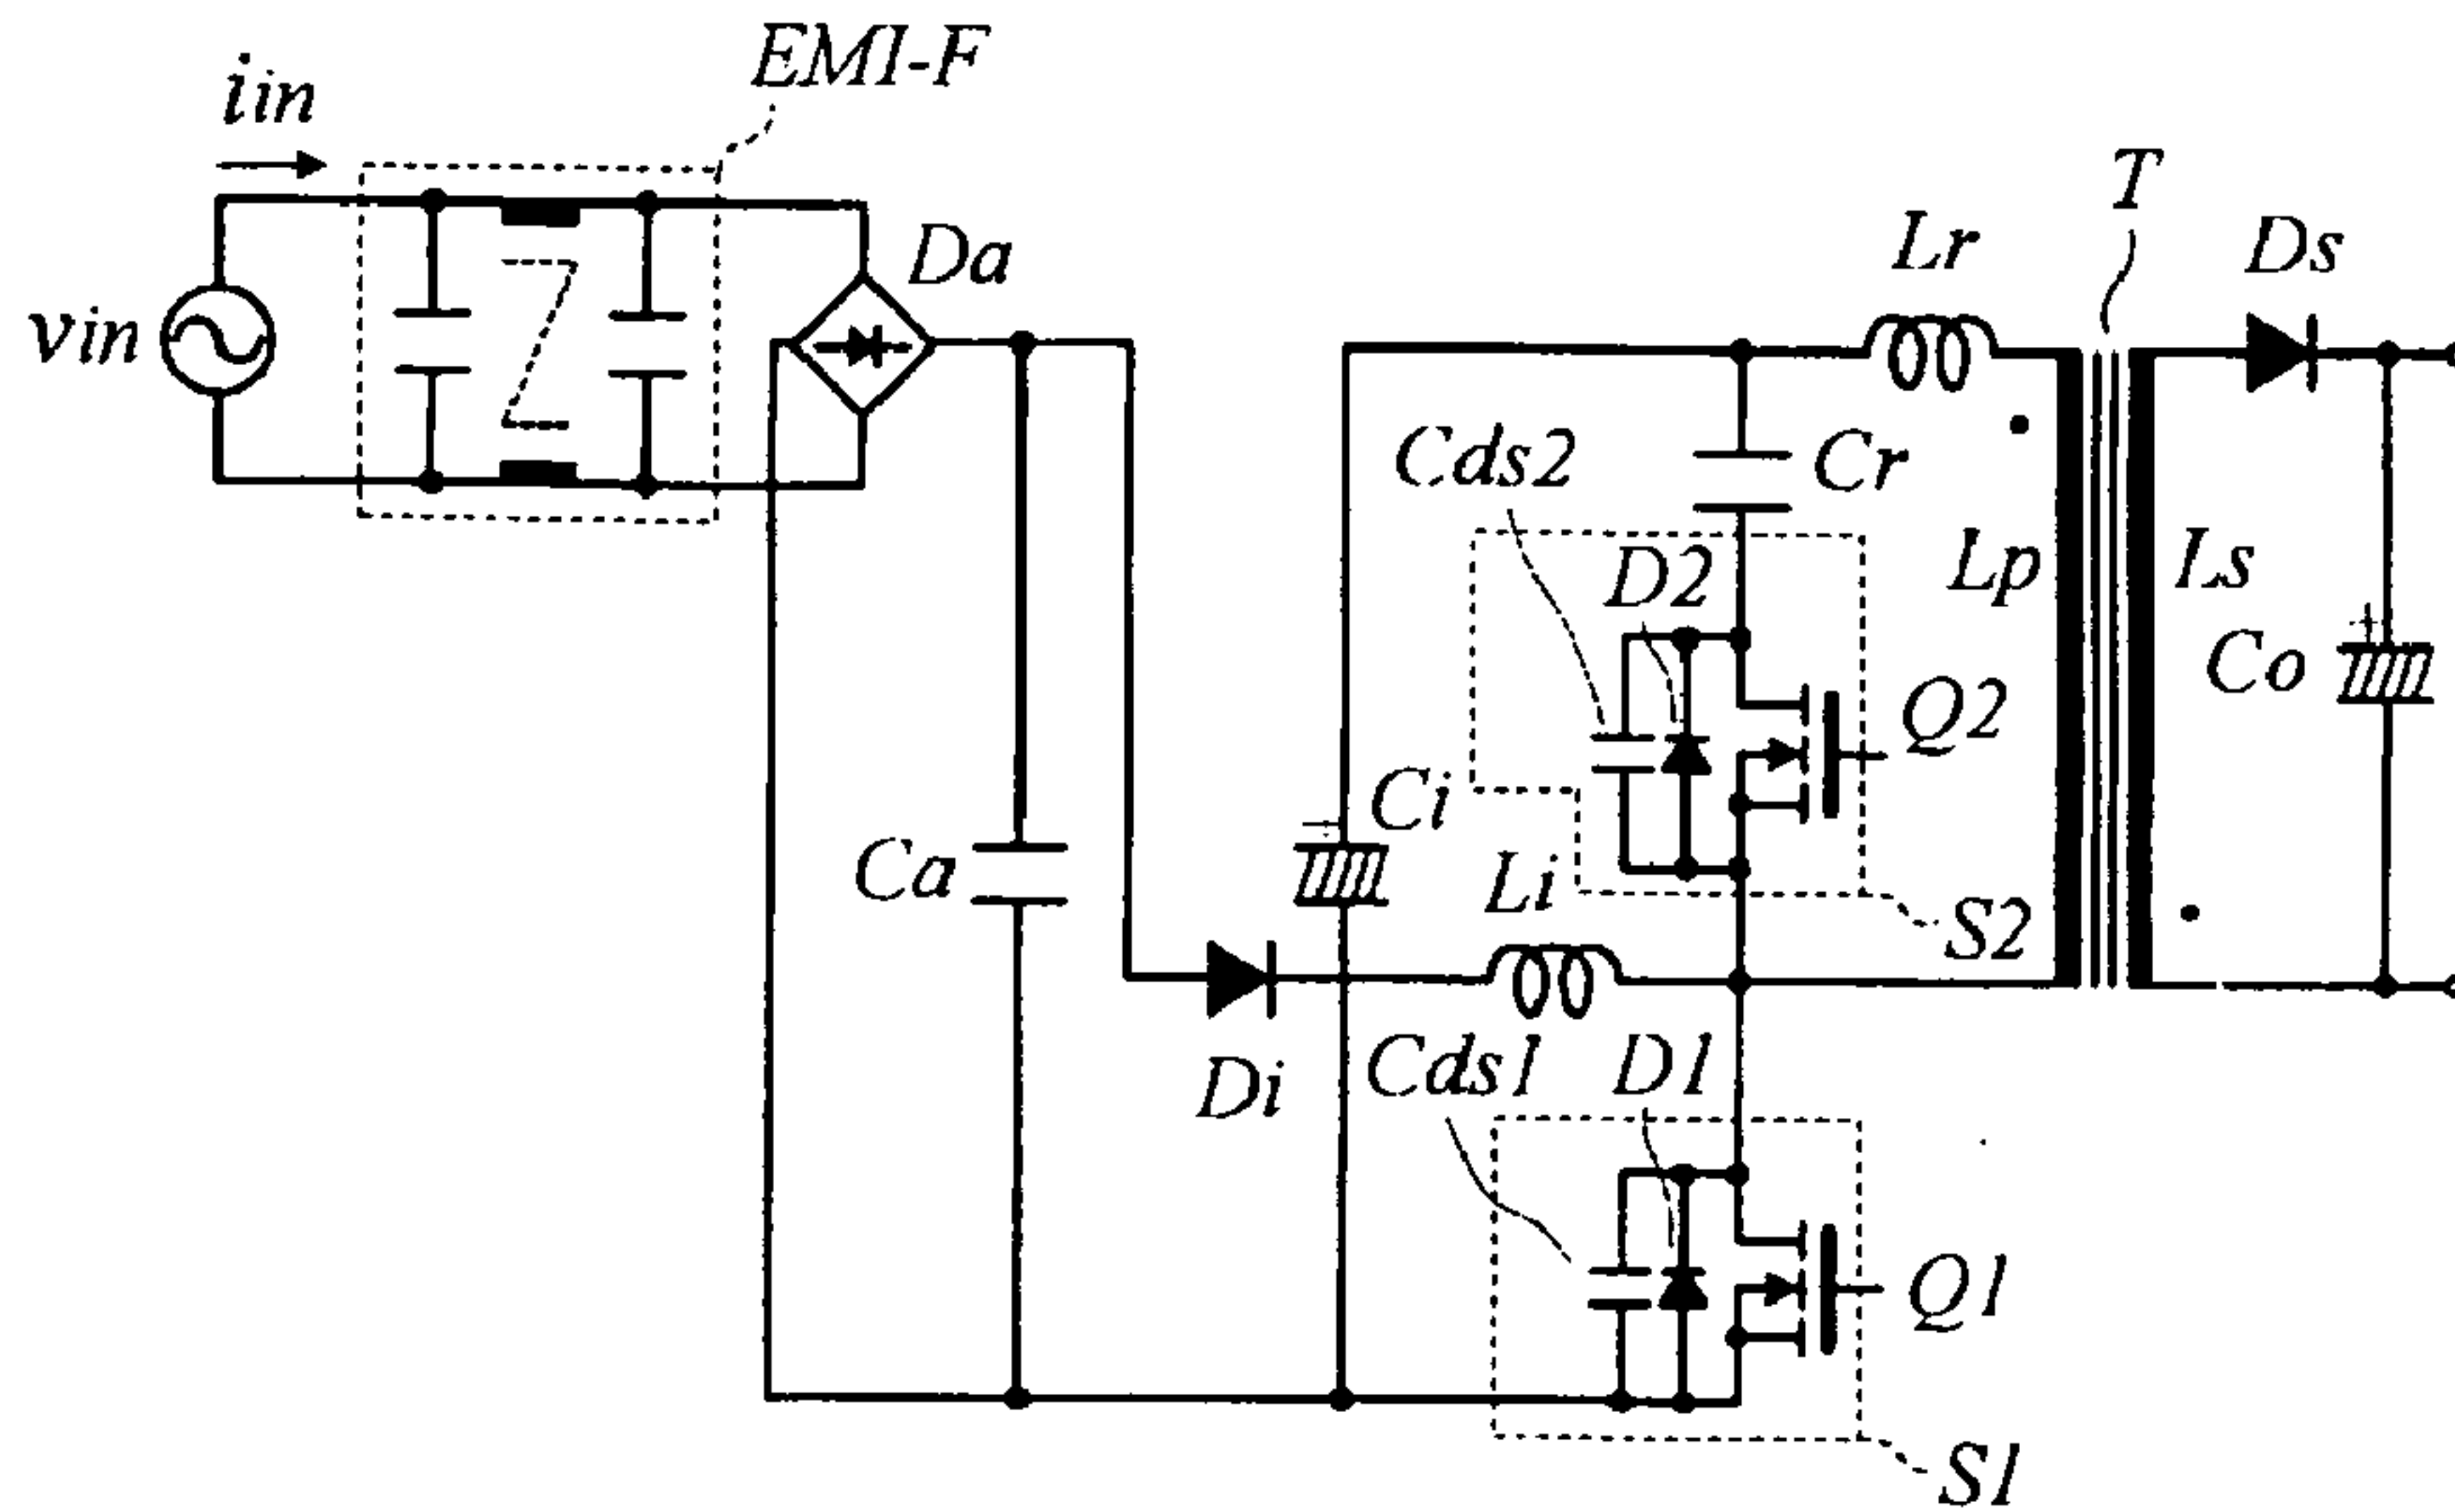 EMI-F
iin
T
Lr
Ds
Da
vin
Cds2
Cr
D2
Lp
Ls
Co
Q2
Ci
Ca
Li
S2
Di
Cds1
D1
Q1
S1